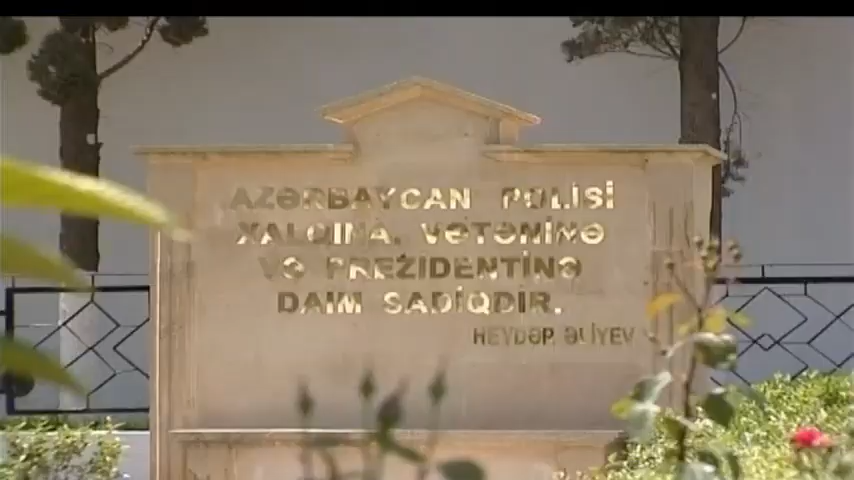 AZƏRBAYCAN POLİSİ
XALQINA, VƏTƏNİNƏ
VƏ PREZİDENTİNƏ
DAİM SADİQDİR.
HEYDƏR ƏLİYEV